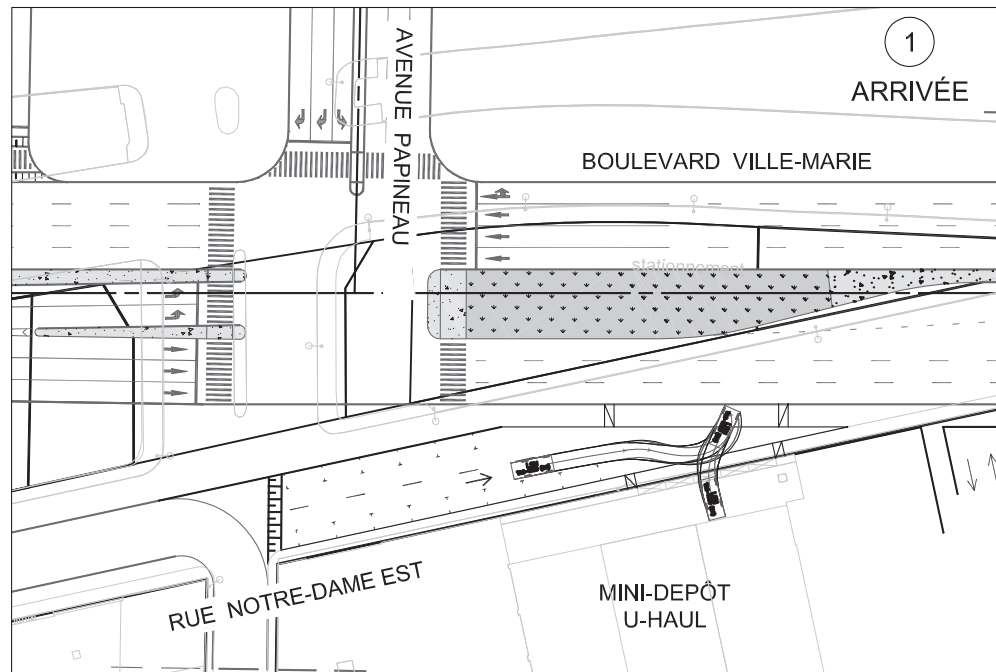 1
ARRIVÉE
AVENUE PAPINEAU
BOULEVARD VILLE-MARIE
stationnement
RUE NOTRE-DAME EST
MINI-DEPÔT
U-HAUL